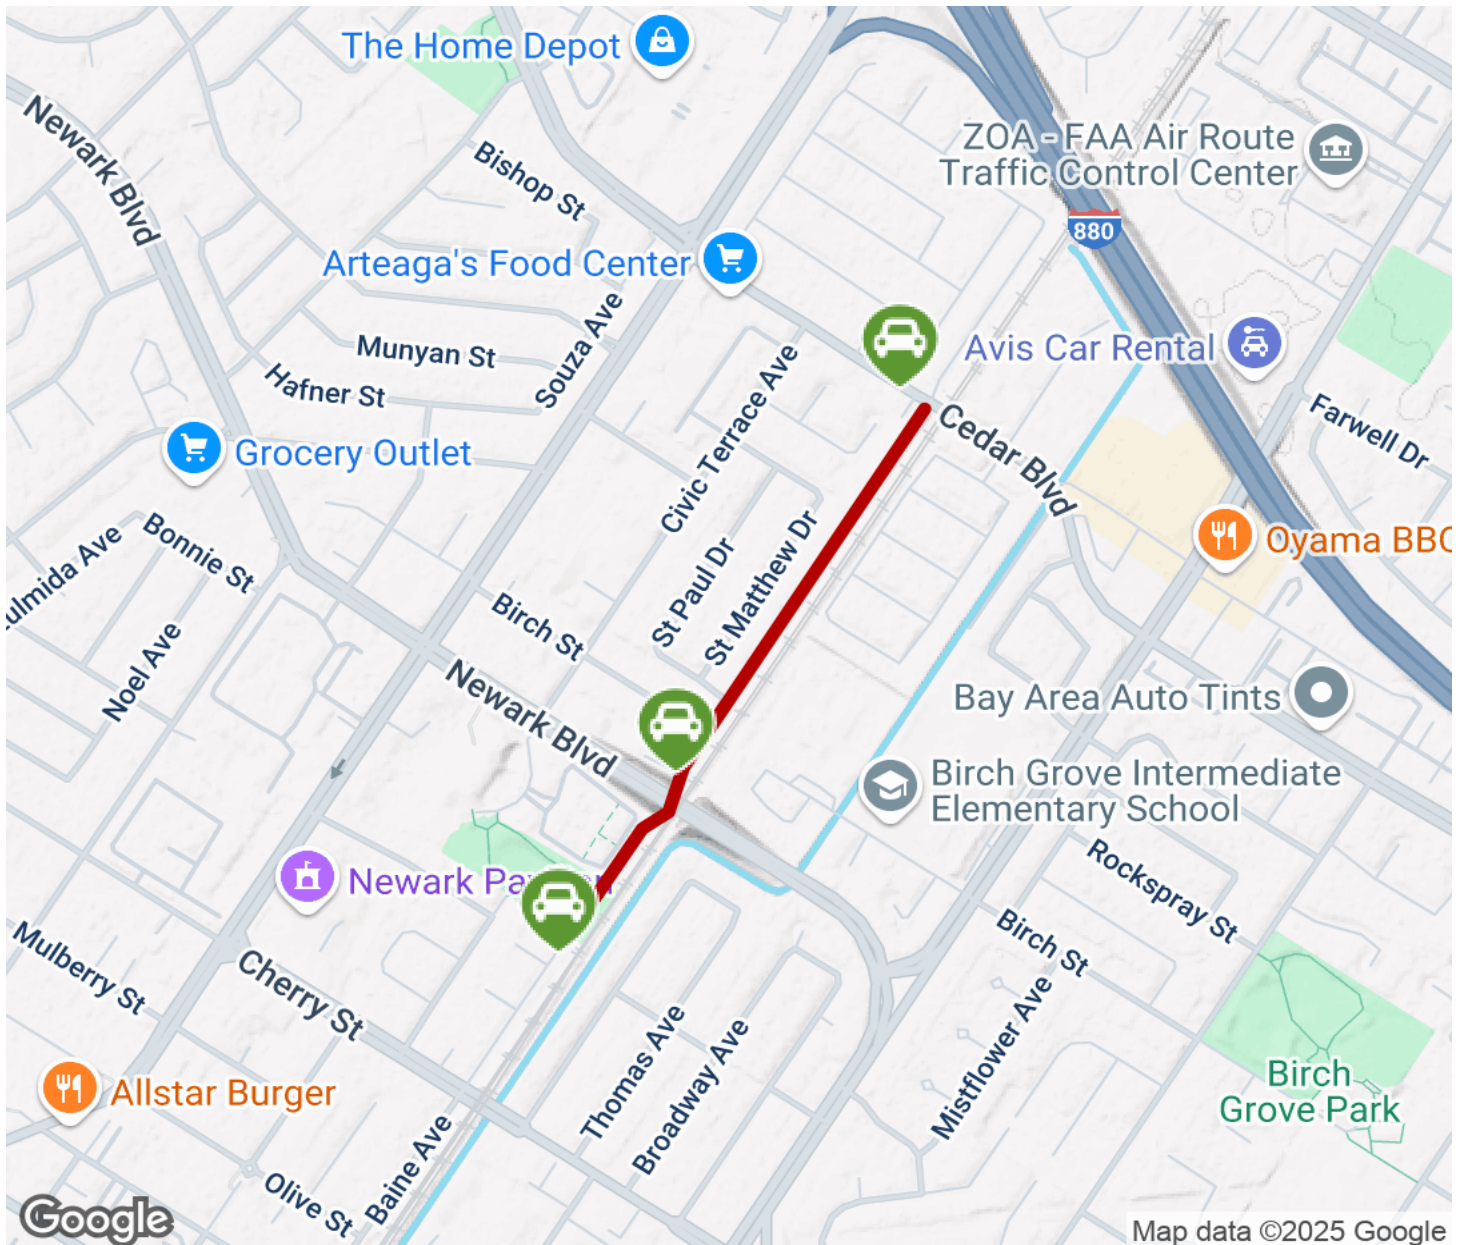 The Home Depot
Newark Blvd
Bishop St
ZOA - FAA Air Route
Traffic Control Center
880
Arteaga's Food Center
Souza Ave
Munyan St
Hafner St
Avis Car Rental
Civic Terrace Ave
Cedar Blvd
Farwell Dr
Grocery Outlet
Bonnie St
St Paul Dr
St Matthew Dr
Oyama BBQ
Birch St
Noel Ave
Newark Blvd
Bay Area Auto Tints
Birch Grove Intermediate
Elementary School
Newark
Rockspray St
Mulberry St
Cherry St
Birch St
Mistflower Ave
Thomas Ave
Broadway Ave
Allstar Burger
Birch
Grove Park
Baine Ave
Olive St
Google
Map data ©2025 Google